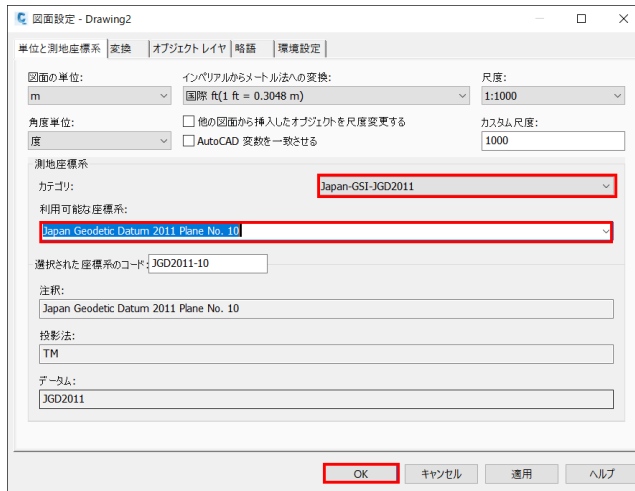 図面設定 - Drawing2
単位と測地座標系 変換 オブジェクト レイヤ 略語 環境設定
図面の単位: インペリアルからメートル法への変換: 尺度:
m 国際 ft(1 ft = 0.3048 m) 1:1000
角度単位: 他の図面から挿入したオブジェクトを尺度変更する カスタム尺度:
度 AutoCAD 変数を一致させる 1000
測地座標系
カテゴリ: Japan-GSI-JGD2011
利用可能な座標系:
Japan Geodetic Datum 2011 Plane No. 10
選択された座標系のコード: JGD2011-10
注釈:
Japan Geodetic Datum 2011 Plane No. 10
投影法:
TM
データム:
JGD2011
OK キャンセル 適用 ヘルプ